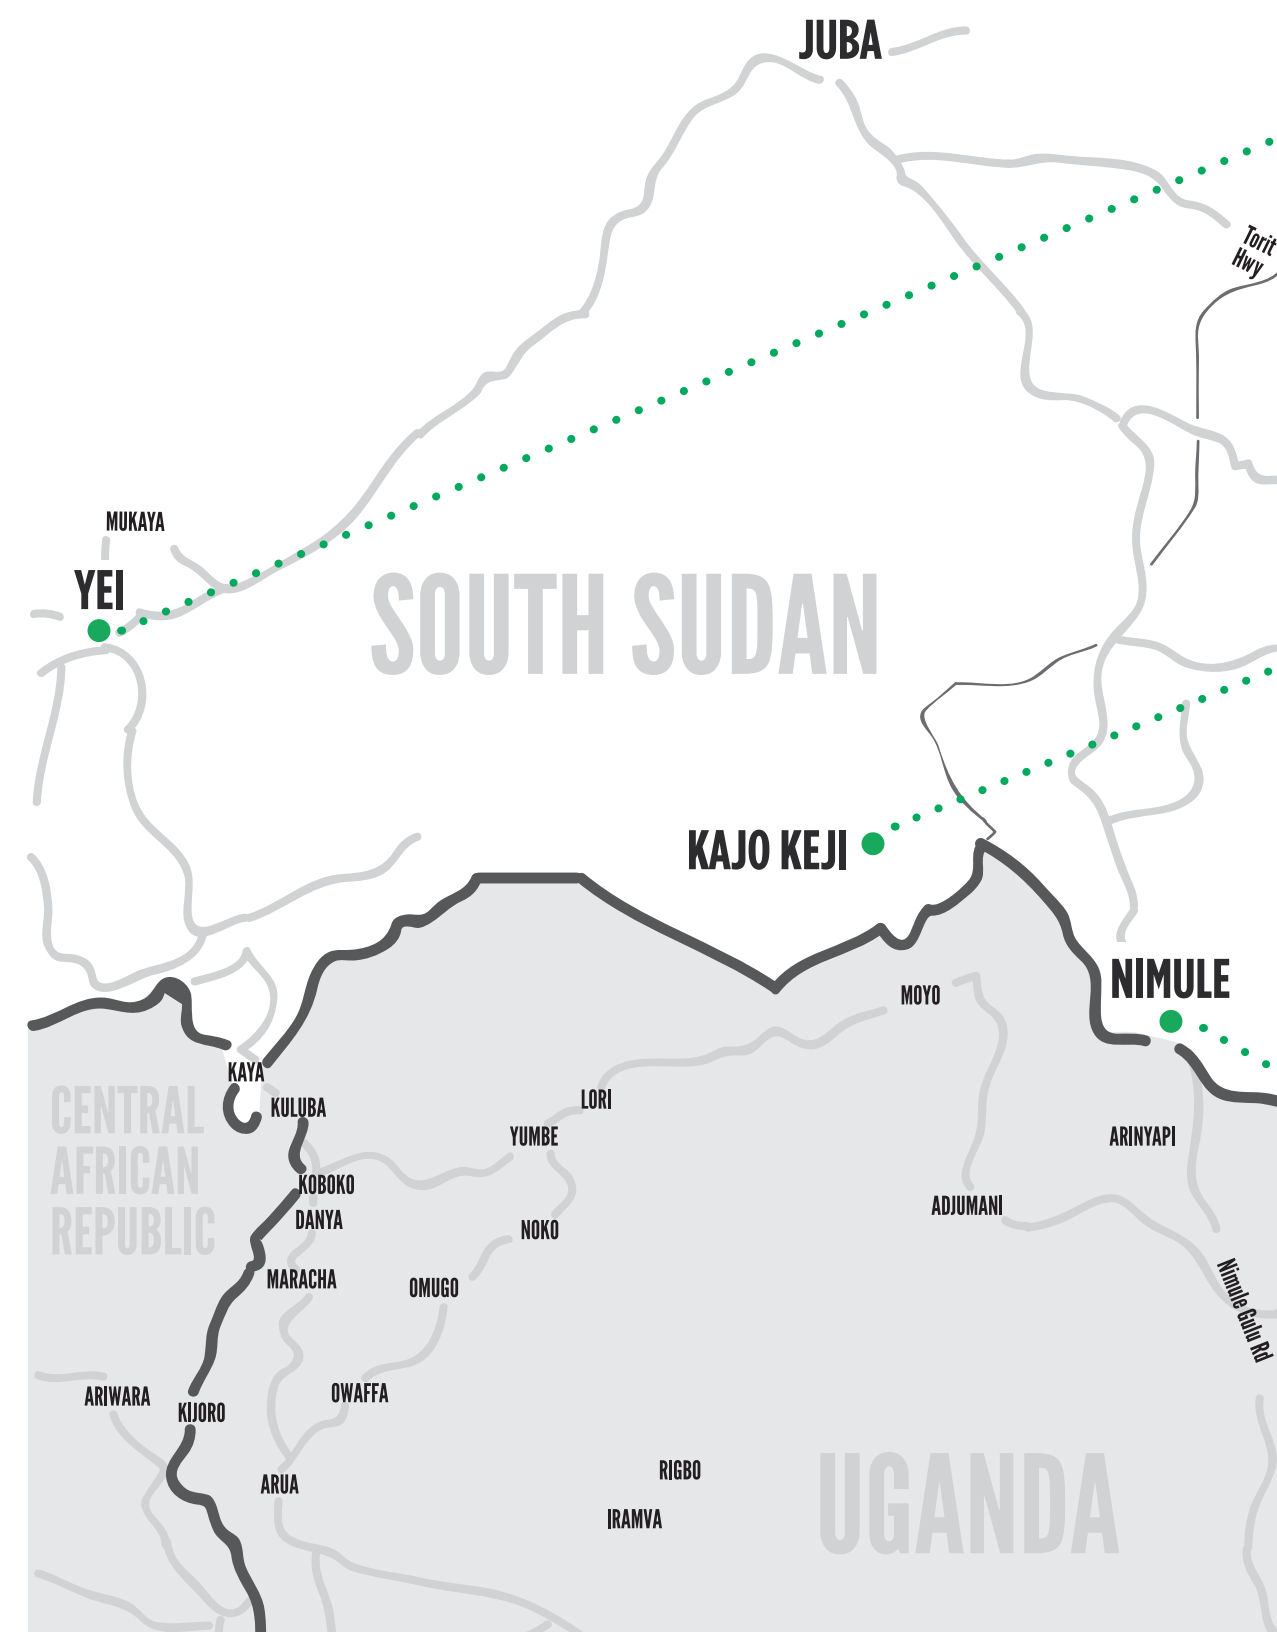 JUBA
Torit
Hwy
MUKAYA
YEI
SOUTH SUDAN
KAJO KEJI
NIMULE
MOYO
KAYA
CENTRAL
AFRICAN
REPUBLIC
KULUBA
LORI
YUMBE
ARINYAPI
KOBOKO
DANYA
ADJUMANI
NOKO
MARACHA
OMUGO
Nimule Gulu Rd
ARIWARA
OWAFFA
KIJORO
RIGBO
ARUA
UGANDA
IRAMVA